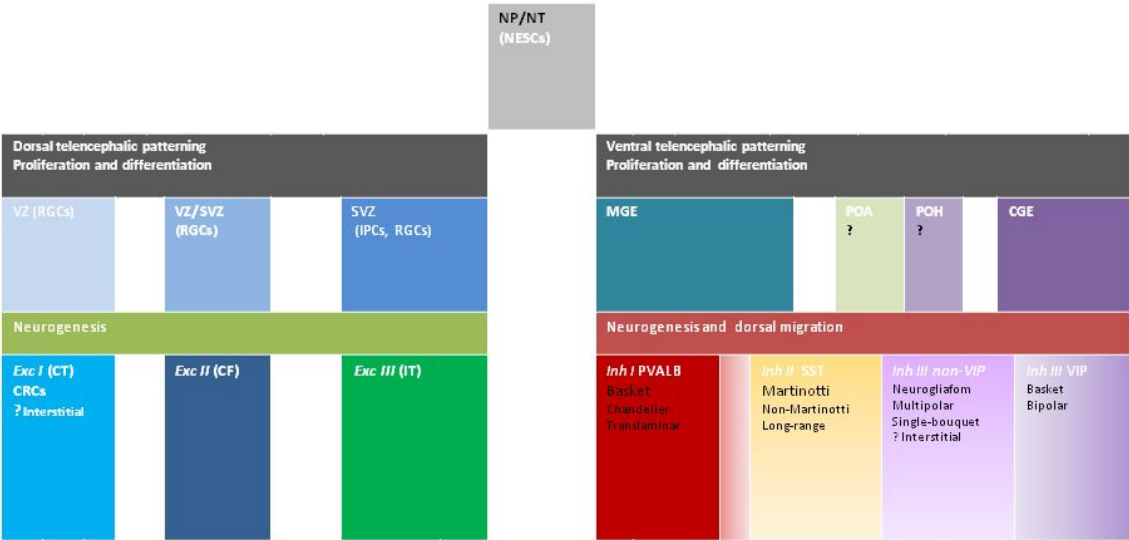 NP/NT
(NESCs)
Dorsal telencephalic patterning
Proliferation and differentiation
Ventral telencephalic patterning
Proliferation and differentiation
VZ (RGCs)
VZ/SVZ
(RGCs)
SVZ
(IPCs, RGCs)
MGE
POA
?
POH
?
CGE
Neurogenesis
Neurogenesis and dorsal migration
Exc I (CT)
CRCs
? Interstitial
Exc II (CF)
Exc III (IT)
Inh I PVALB
Basket
Chandelier
Translaminar
Inh II SST
Martinotti
Non-Martinotti
Long-range
Inh III non-VIP
Neurogliafom
Multipolar
Single-bouquet
? Interstitial
Inh III VIP
Basket
Bipolar